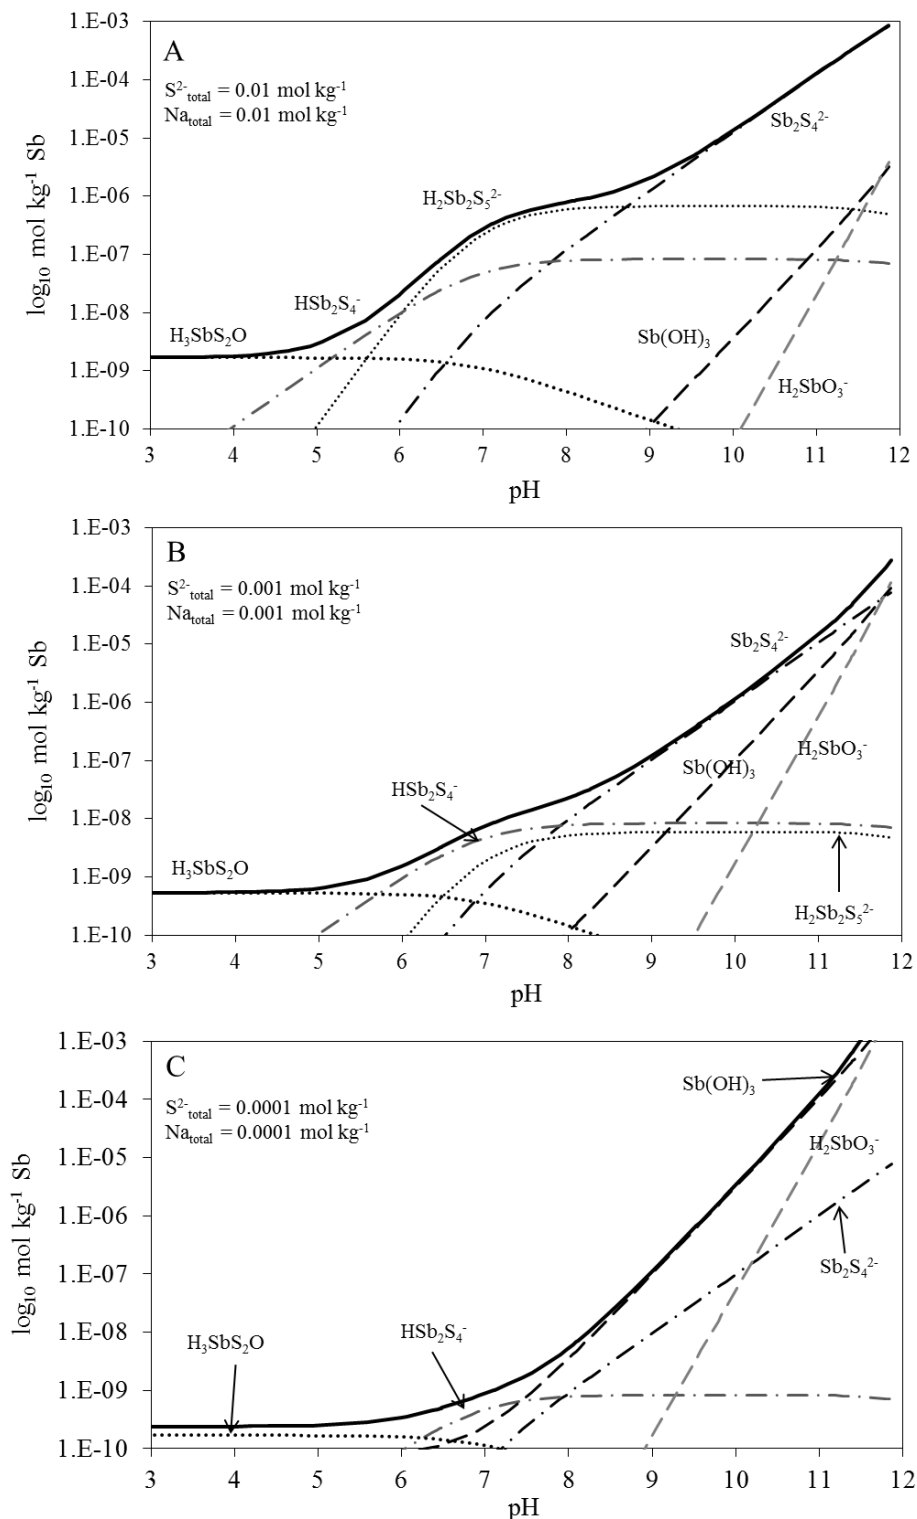 A
S²⁻total = 0.01 mol kg⁻¹
Natotal = 0.01 mol kg⁻¹
1.E-03
1.E-04
1.E-05
1.E-06
1.E-07
1.E-08
1.E-09
1.E-10
log₁₀ mol kg⁻¹ Sb
Sb₂S₄²⁻
H₂Sb₂S₅²⁻
HSb₂S₄⁻
H₃SbS₂O
Sb(OH)₃
H₂SbO₃⁻
3 4 5 6 7 8 9 10 11 12
pH
B
S²⁻total = 0.001 mol kg⁻¹
Natotal = 0.001 mol kg⁻¹
1.E-03
1.E-04
1.E-05
1.E-06
1.E-07
1.E-08
1.E-09
1.E-10
log₁₀ mol kg⁻¹ Sb
Sb₂S₄²⁻
H₂SbO₃⁻
Sb(OH)₃
HSb₂S₄⁻
H₃SbS₂O
H₂Sb₂S₅²⁻
3 4 5 6 7 8 9 10 11 12
pH
C
S²⁻total = 0.0001 mol kg⁻¹
Natotal = 0.0001 mol kg⁻¹
1.E-03
1.E-04
1.E-05
1.E-06
1.E-07
1.E-08
1.E-09
1.E-10
log₁₀ mol kg⁻¹ Sb
Sb(OH)₃
H₂SbO₃⁻
Sb₂S₄²⁻
HSb₂S₄⁻
H₃SbS₂O
3 4 5 6 7 8 9 10 11 12
pH